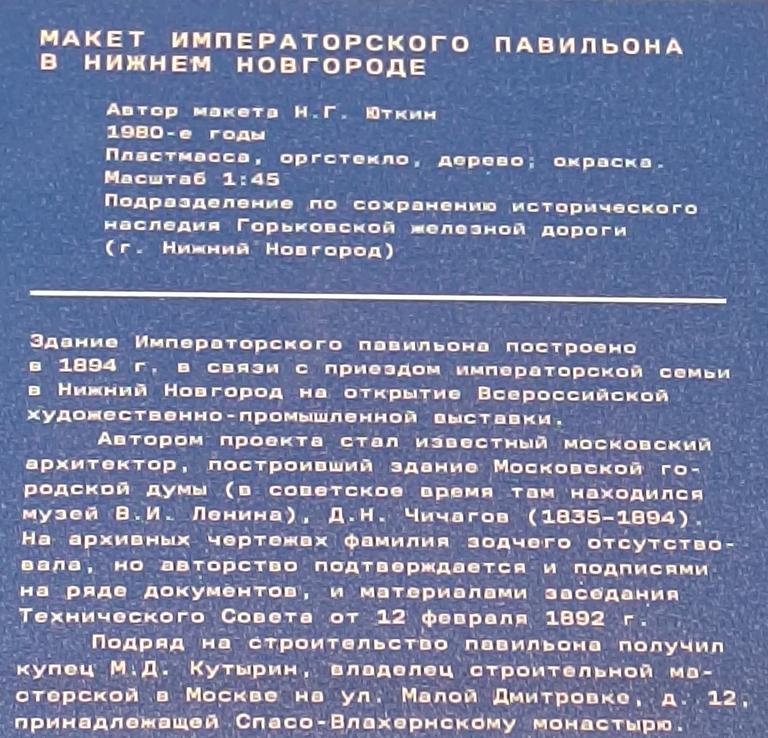 МАКЕТ ИМПЕРАТОРСКОГО ПАВИЛЬОНА
В НИЖНЕМ НОВГОРОДЕ
Автор макета Н.Г. Юткин
1980-е годы
Пластмасса, оргстекло, дерево; окраска.
Масштаб 1:45
Подразделение по сохранению исторического
наследия Горьковской железной дороги
(г. Нижний Новгород)
Здание Императорского павильона построено
в 1894 г. в связи с приездом императорской семьи
в Нижний Новгород на открытие Всероссийской
художественно-промышленной выставки.
Автором проекта стал известный московский
архитектор, построивший здание Московской го-
родской думы (в советское время там находился
музей В.И. Ленина), Д.Н. Чичагов (1835–1894).
На архивных чертежах фамилия зодчего отсутство-
вала, но авторство подтверждается и подписями
на ряде документов, и материалами заседания
Технического Совета от 12 февраля 1892 г.
Подряд на строительство павильона получил
купец М.Д. Кутырин, владелец строительной ма-
стерской в Москве на ул. Малой Дмитровке, д. 12,
принадлежащей Спасо-Влахернскому монастырю.